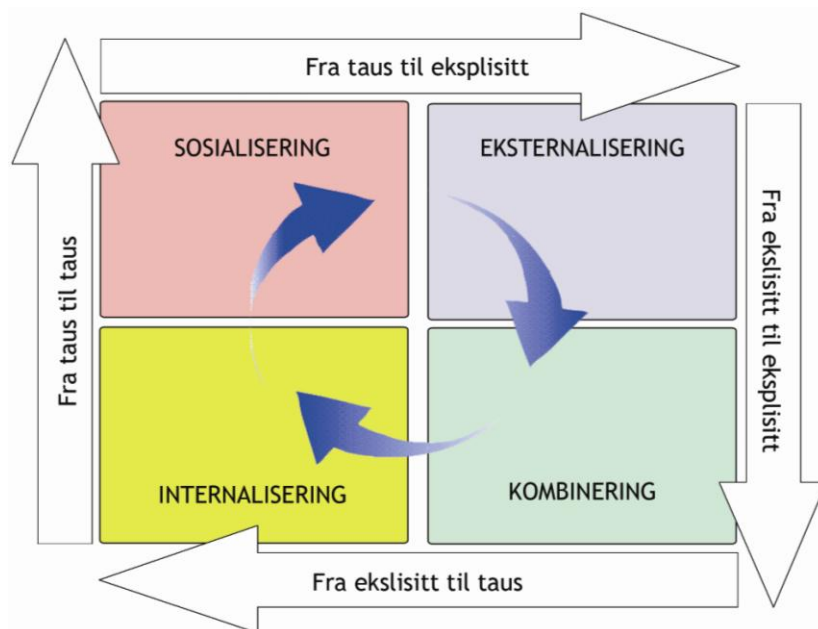 Fra taus til eksplisitt
SOSIALISERING
EKSTERNALISERING
Fra taus til taus
Fra ekslisitt til eksplisitt
INTERNALISERING
KOMBINERING
Fra ekslisitt til taus